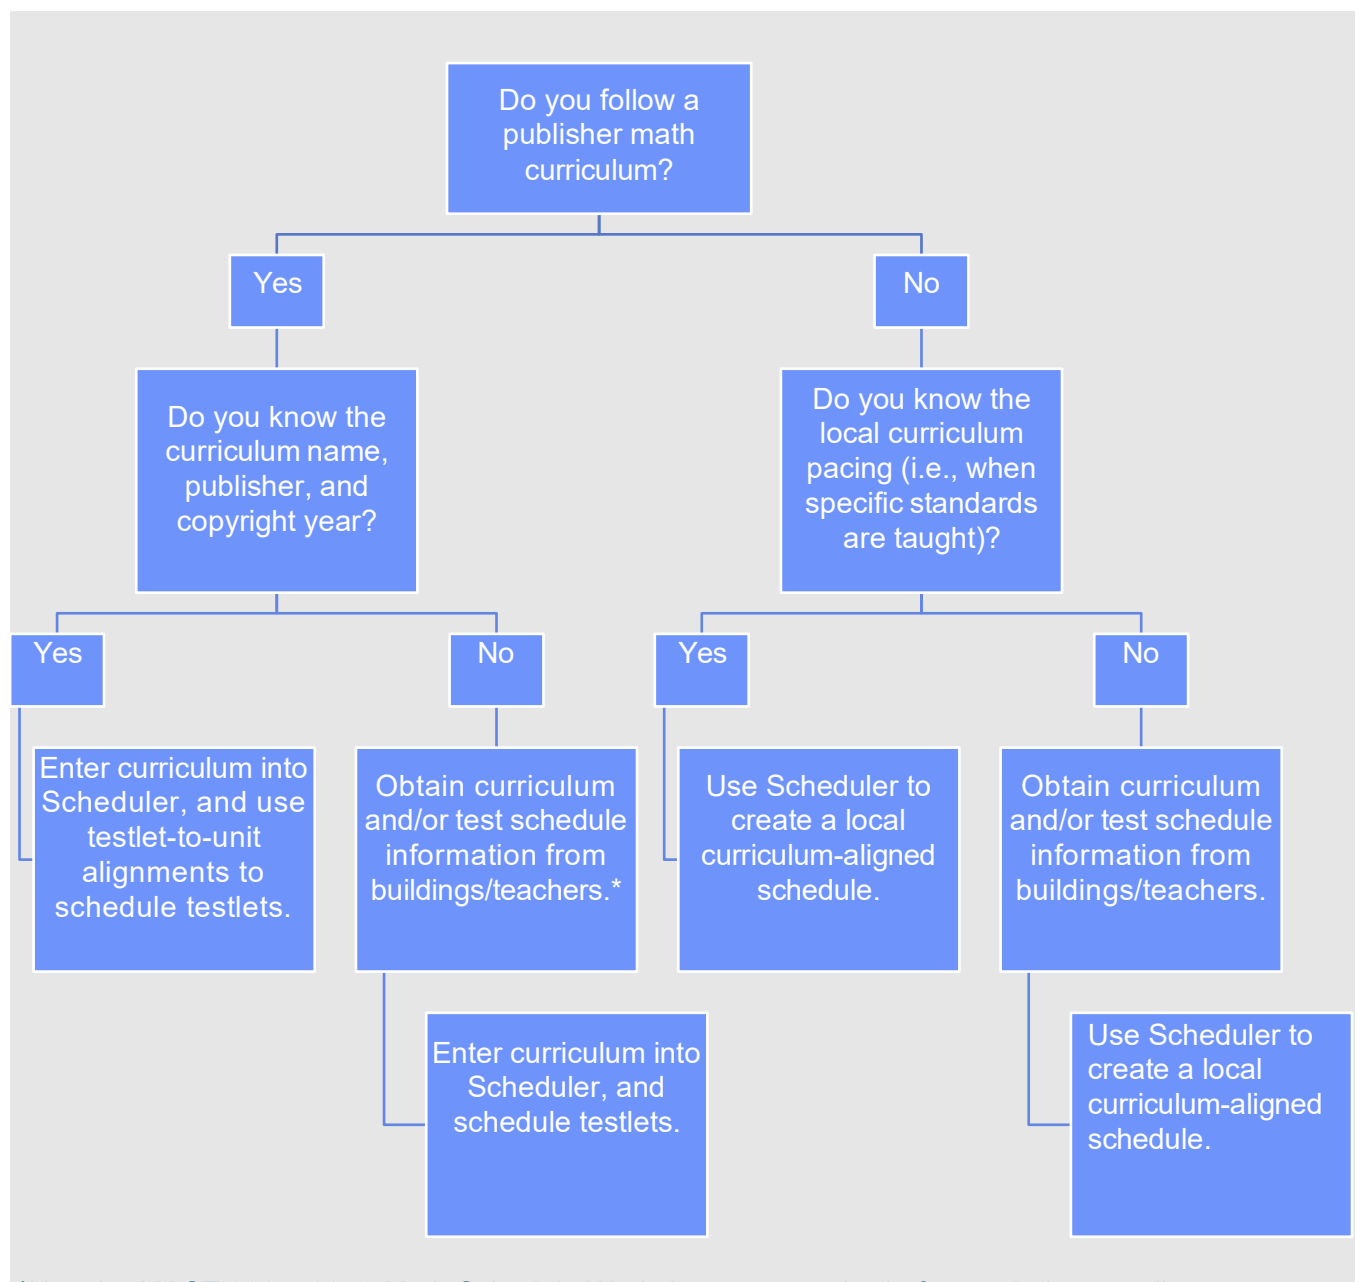 Do you follow a
publisher math
curriculum?
Yes
No
Do you know the
curriculum name,
publisher, and
copyright year?
Do you know the
local curriculum
pacing (i.e., when
specific standards
are taught)?
Yes
No
Yes
No
Enter curriculum into
Scheduler, and use
testlet-to-unit
alignments to
schedule testlets.
Obtain curriculum
and/or test schedule
information from
buildings/teachers.*
Use Scheduler to
create a local
curriculum-aligned
schedule.
Obtain curriculum
and/or test schedule
information from
buildings/teachers.
Enter curriculum into
Scheduler, and
schedule testlets.
Use Scheduler to
create a local
curriculum-aligned
schedule.